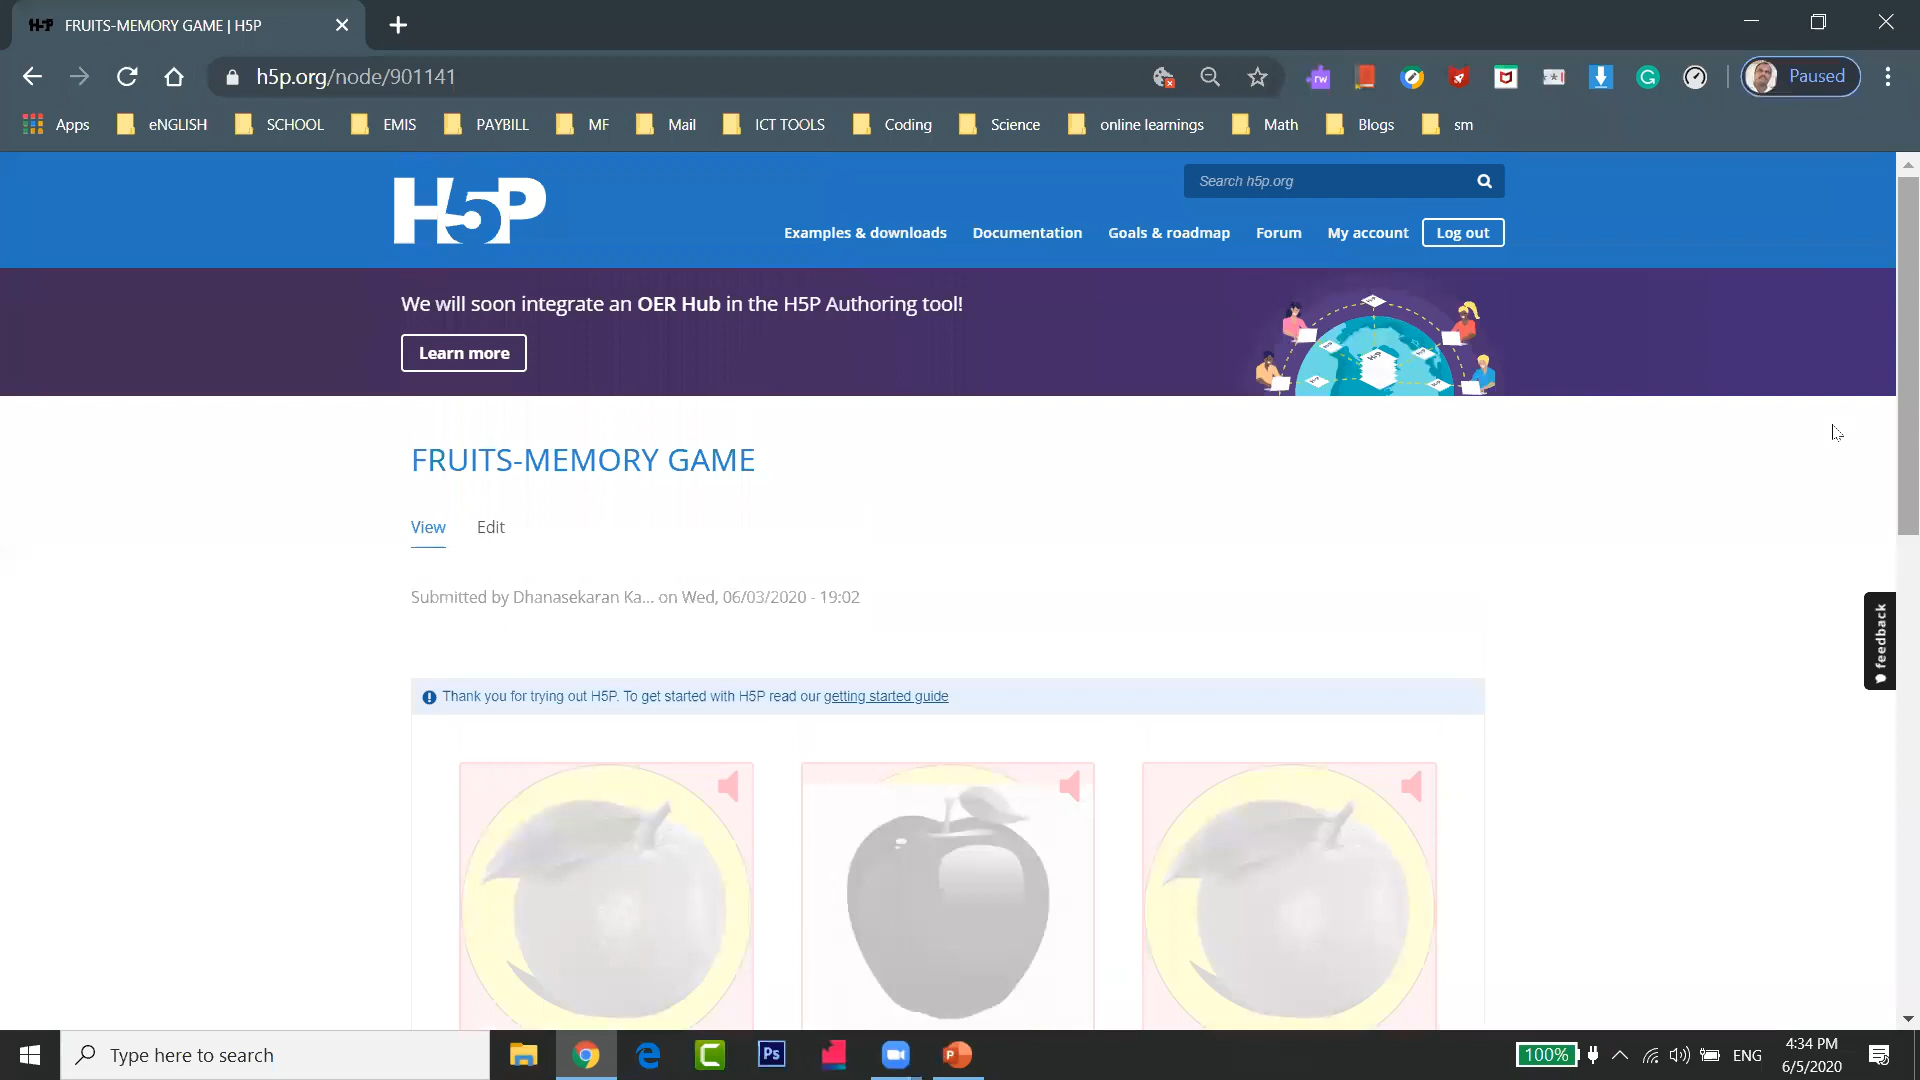 FRUITS-MEMORY GAME | H5P
h5p.org/node/901141
Paused
Apps eNGLISH SCHOOL EMIS PAYBILL MF Mail ICT TOOLS Coding Science online learnings Math Blogs sm
H5P
Search h5p.org
Examples & downloads Documentation Goals & roadmap Forum My account Log out
We will soon integrate an OER Hub in the H5P Authoring tool!
Learn more
FRUITS-MEMORY GAME
View Edit
Submitted by Dhanasekaran Ka... on Wed, 06/03/2020 - 19:02
feedback
Thank you for trying out H5P. To get started with H5P read our getting started guide
Type here to search
100%
ENG
4:34 PM
6/5/2020